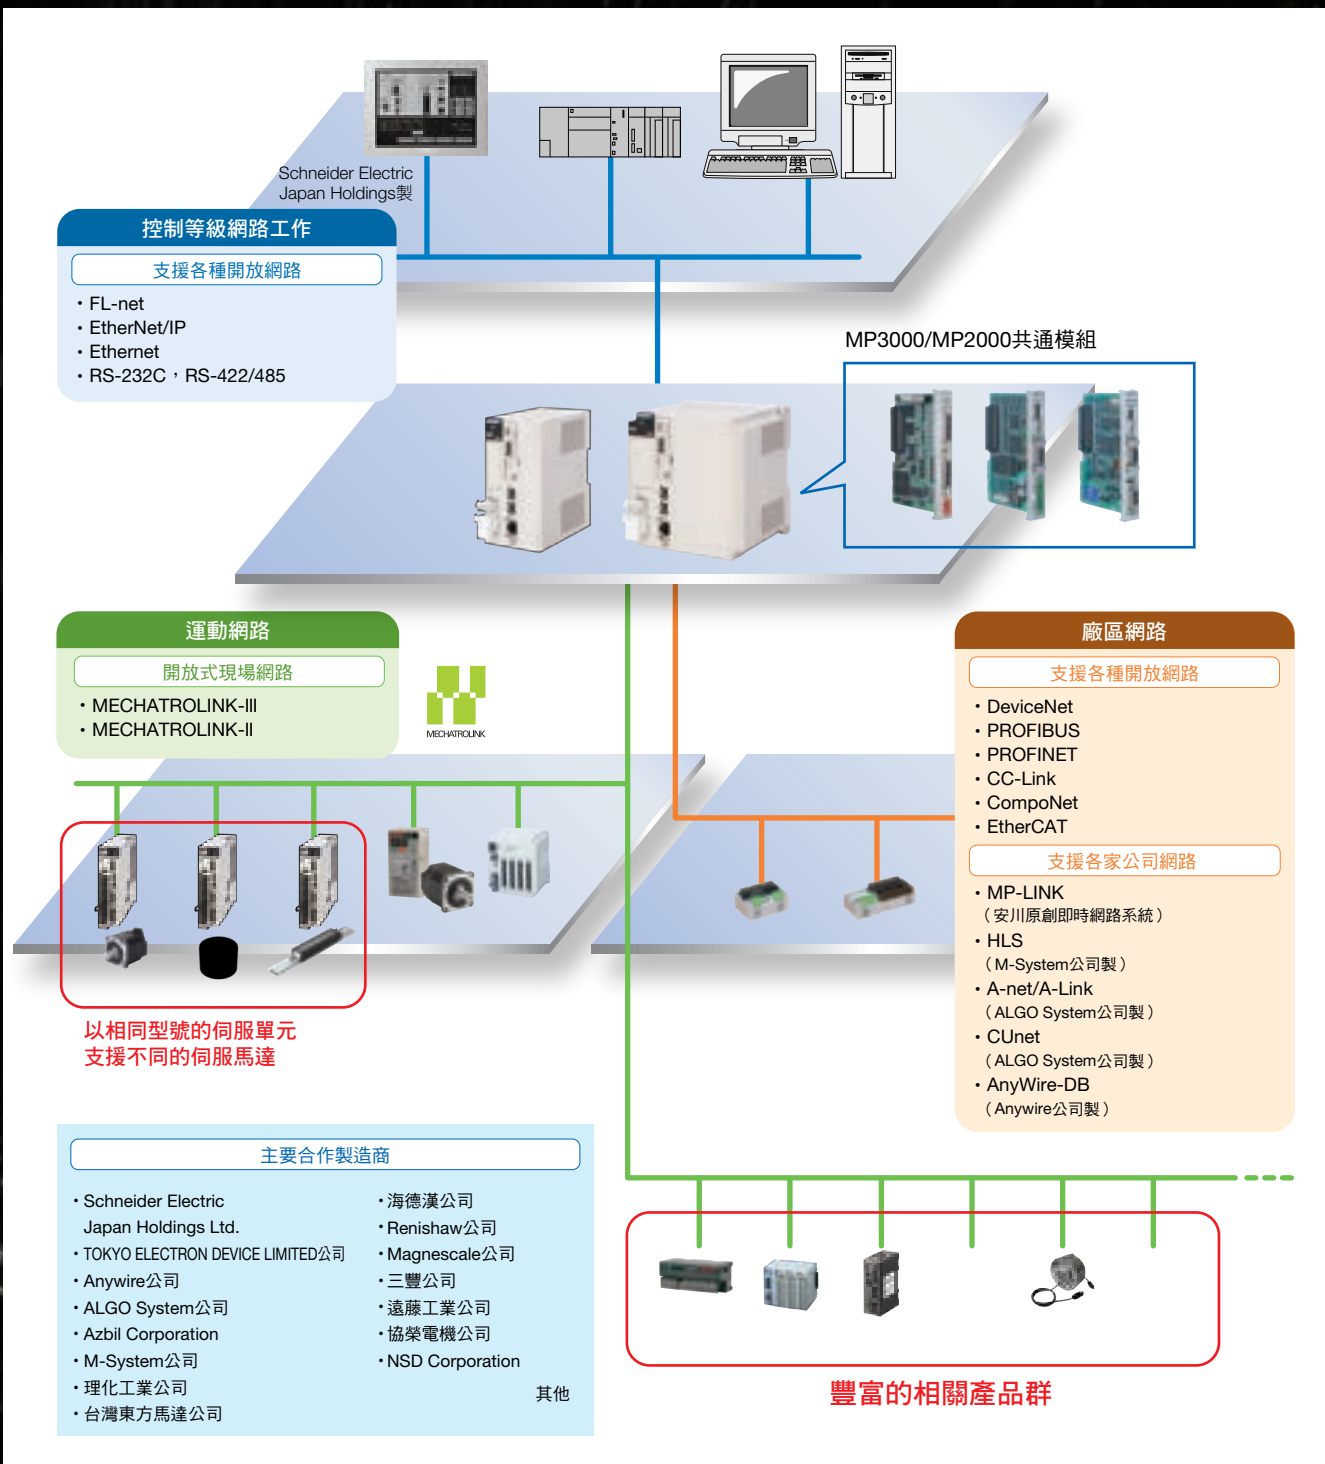 Schneider Electric
Japan Holdings製
控制等級網路工作
支援各種開放網路
・FL-net
・EtherNet/IP
・Ethernet
・RS-232C，RS-422/485
MP3000/MP2000共通模組
運動網路
開放式現場網路
・MECHATROLINK-III
・MECHATROLINK-II
MECHATROLINK
廠區網路
支援各種開放網路
・DeviceNet
・PROFIBUS
・PROFINET
・CC-Link
・CompoNet
・EtherCAT
支援各家公司網路
・MP-LINK
（安川原創即時網路系統）
・HLS
（M-System公司製）
・A-net/A-Link
（ALGO System公司製）
・CUnet
（ALGO System公司製）
・AnyWire-DB
（Anywire公司製）
以相同型號的伺服單元
支援不同的伺服馬達
主要合作製造商
・Schneider Electric
Japan Holdings Ltd.
・TOKYO ELECTRON DEVICE LIMITED公司
・Anywire公司
・ALGO System公司
・Azbil Corporation
・M-System公司
・理化工業公司
・台灣東方馬達公司
・海德漢公司
・Renishaw公司
・Magnescale公司
・三豐公司
・遠藤工業公司
・協榮電機公司
・NSD Corporation
其他
豐富的相關產品群